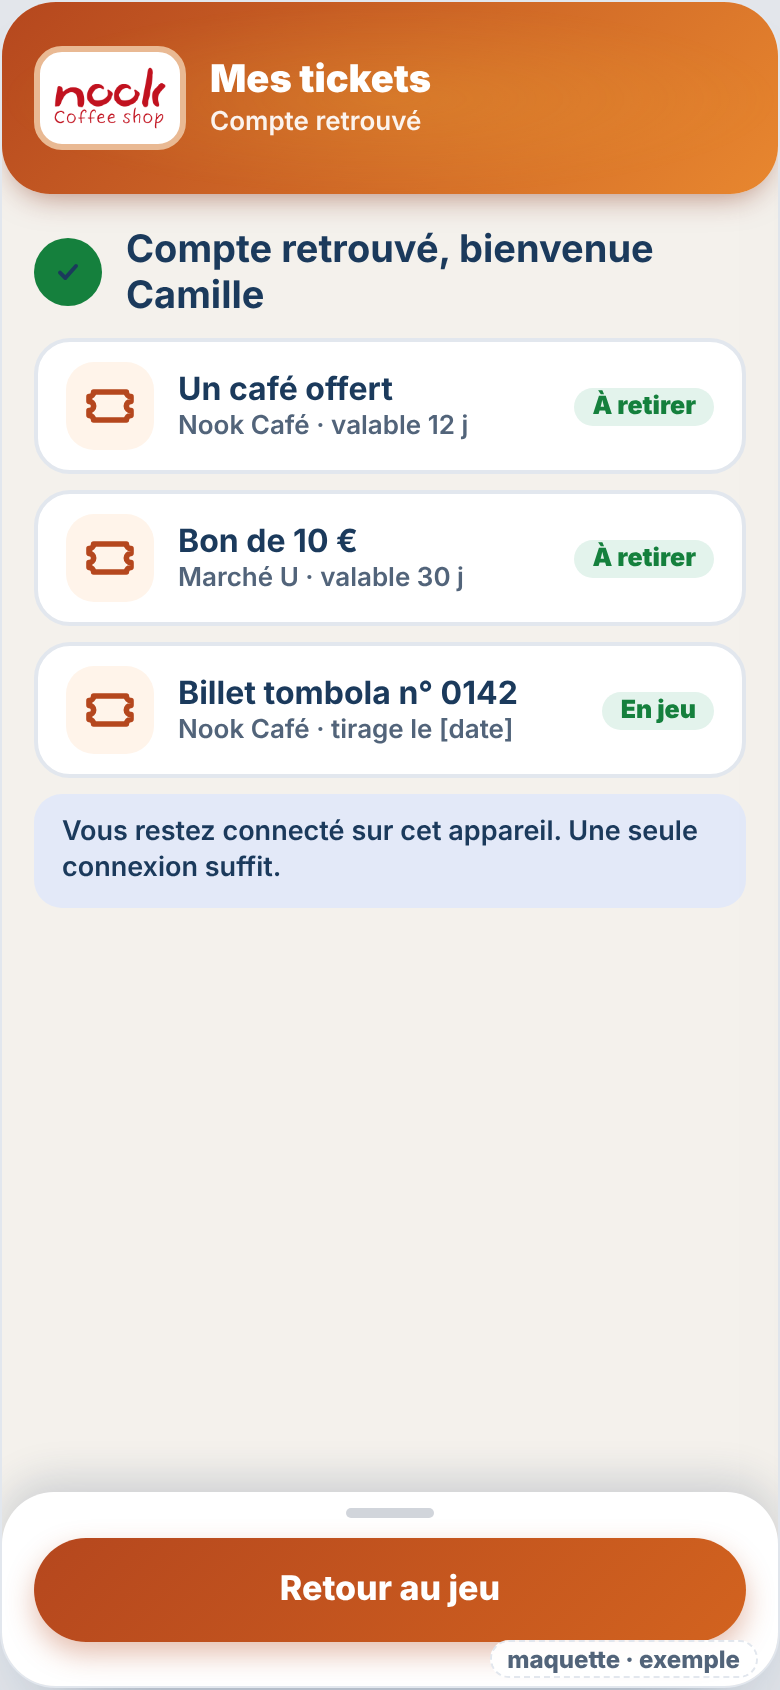 nook
Coffee shop
Mes tickets
Compte retrouvé
Compte retrouvé, bienvenue
Camille
Un café offert
Nook Café · valable 12 j
À retirer
Bon de 10 €
Marché U · valable 30 j
À retirer
Billet tombola n° 0142
Nook Café · tirage le [date]
En jeu
Vous restez connecté sur cet appareil. Une seule
connexion suffit.
Retour au jeu
maquette · exemple